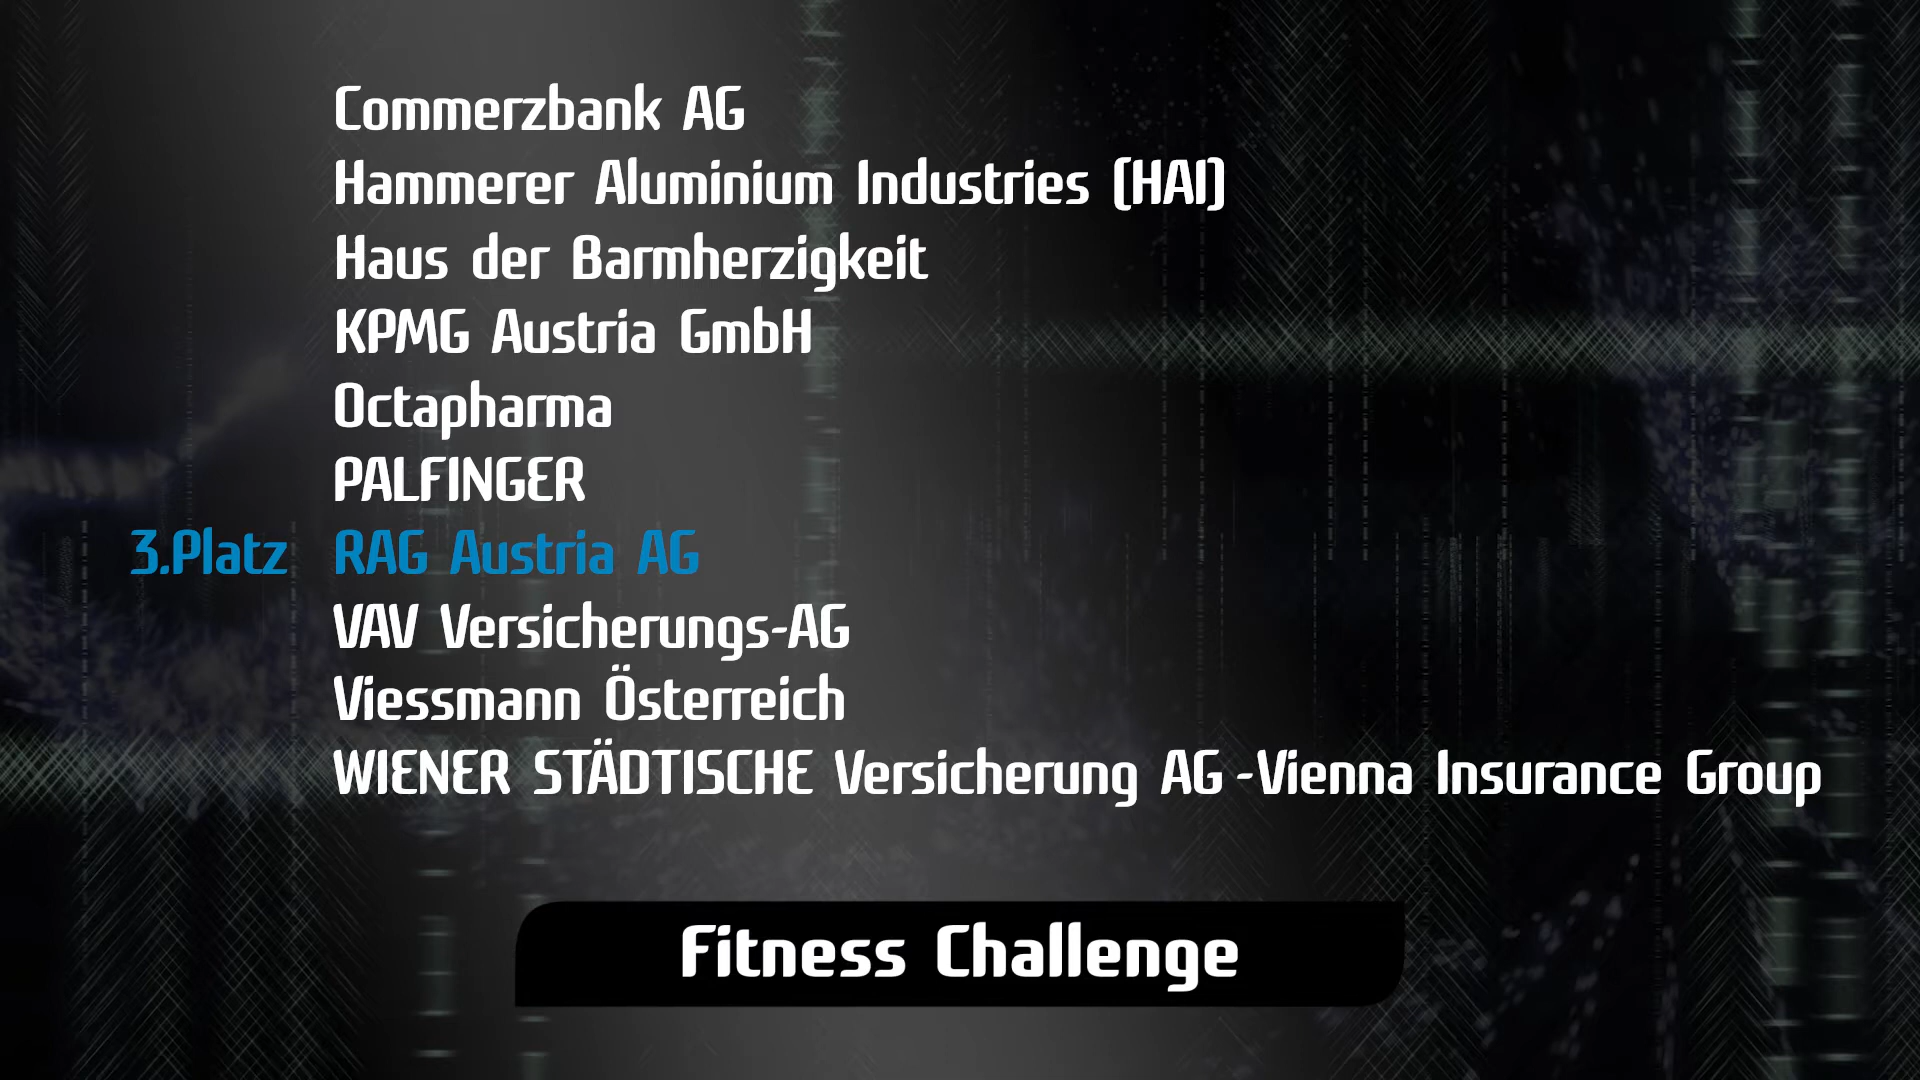 Commerzbank AG
Hammerer Aluminium Industries (HAI)
Haus der Barmherzigkeit
KPMG Austria GmbH
Octapharma
PALFINGER
3.Platz RAG Austria AG
VAV Versicherungs-AG
Viessmann Österreich
WIENER STÄDTISCHE Versicherung AG -Vienna Insurance Group
Fitness Challenge